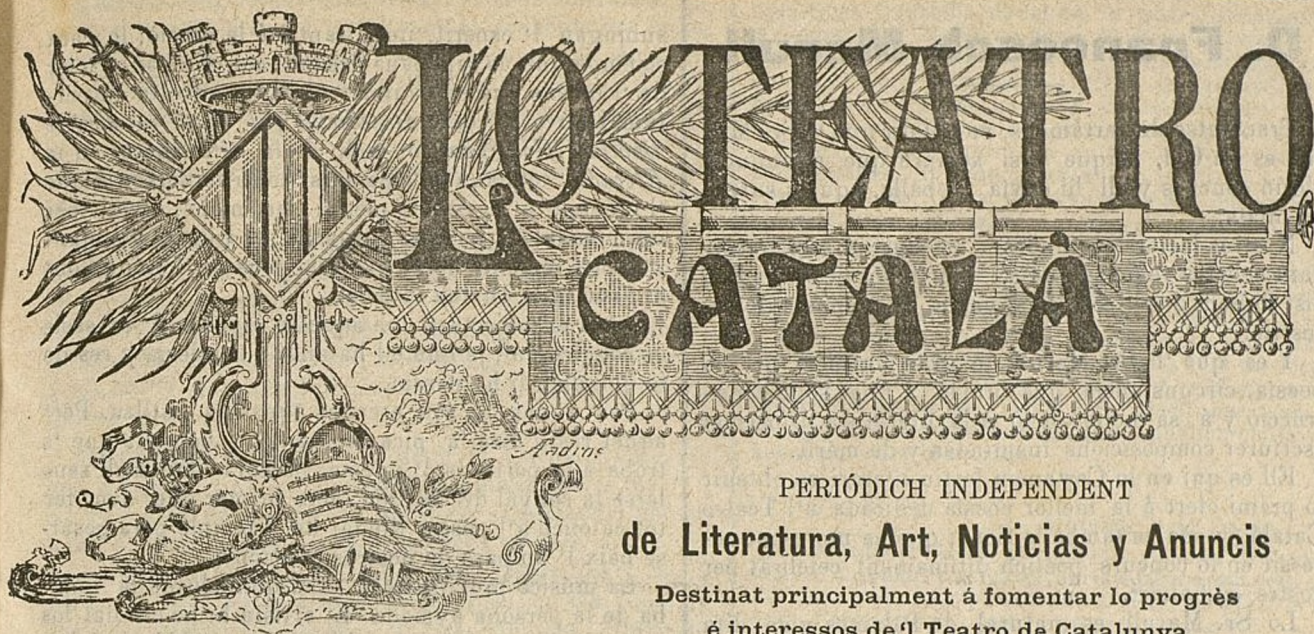 LO TEATRO
CATALÀ
PERIÓDICH INDEPENDENT
de Literatura, Art, Noticias y Anuncis
Destinat principalment á fomentar lo progrès
é interessos de'l Teatro de Catalunya